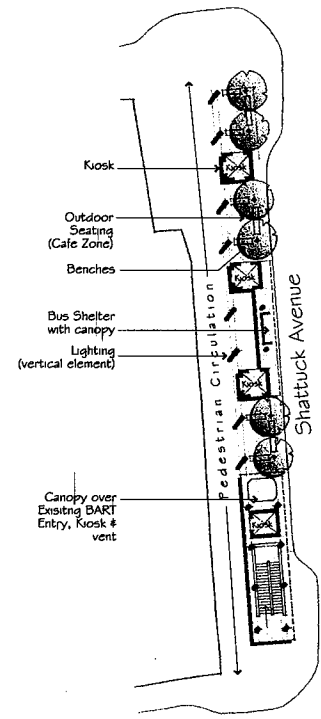 Kiosk
Kiosk
Outdoor
Seating
(Cafe Zone)
Benches
Kiosk
Bus Shelter
with canopy
Lighting
(vertical element)
Pedestrian Circulation
Shattuck Avenue
Kiosk
Canopy over
Exisitng BART
Entry, Kiosk &
vent
Kiosk